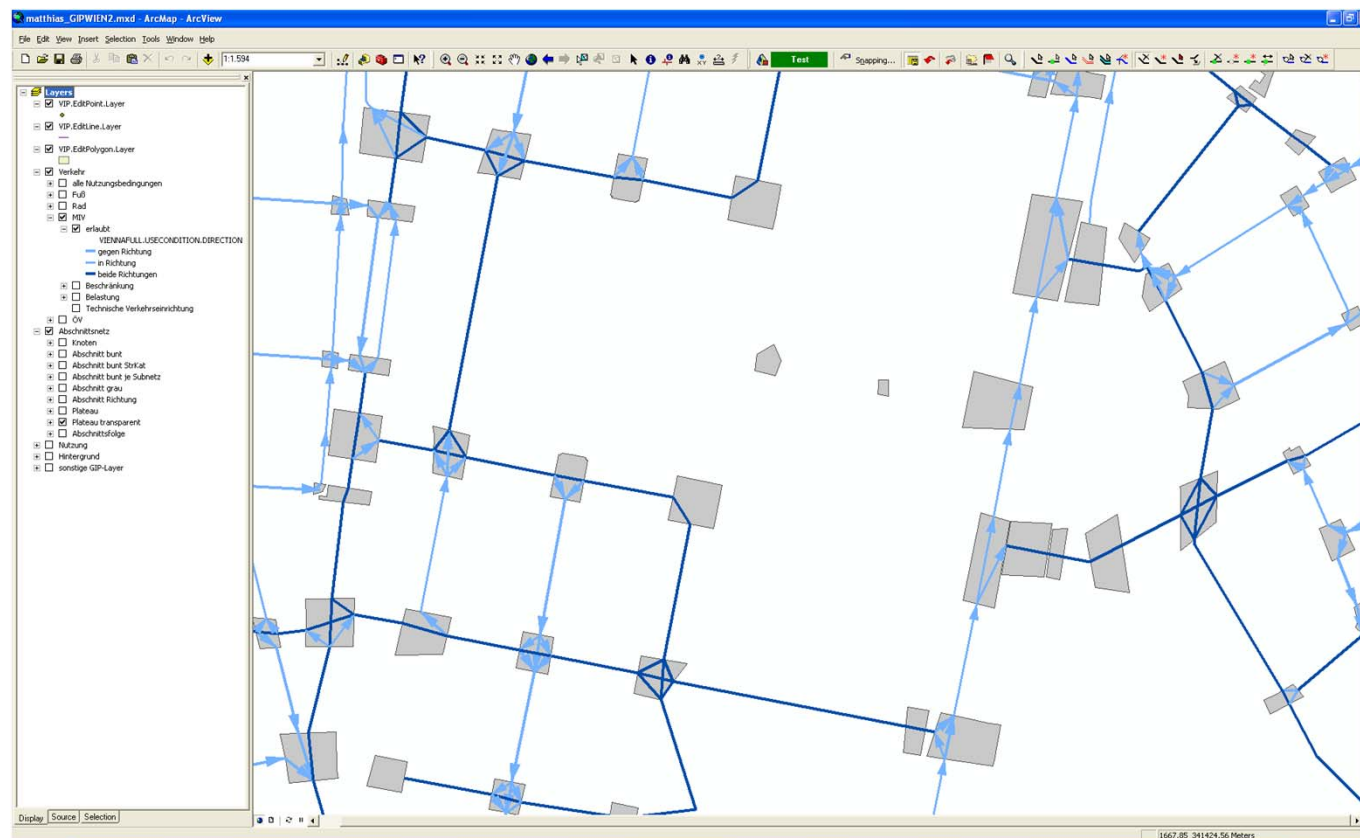 matthias_GIPWIEN2.mxd - ArcMap - ArcView
File Edit View Insert Selection Tools Window Help
1:1.594
Test
Snapping...
Layers
VIP.EditPoint.Layer
VIP.EditLine.Layer
VIP.EditPolygon.Layer
Verkehr
alle Nutzungsbedingungen
Fuß
Rad
MIV
erlaubt
VIENNAFULL.USECONDITION.DIRECTION
gegen Richtung
in Richtung
beide Richtungen
Beschränkung
Belastung
Technische Verkehrseinrichtung
ÖV
Abschnittsnetz
Knoten
Abschnitt bunt
Abschnitt bunt StrKat
Abschnitt bunt je Subnetz
Abschnitt grau
Abschnitt Richtung
Plateau
Plateau transparent
Abschnittsfolge
Nutzung
Hintergrund
sonstige GIP-Layer
Display Source Selection
1667,85 341424,56 Meters